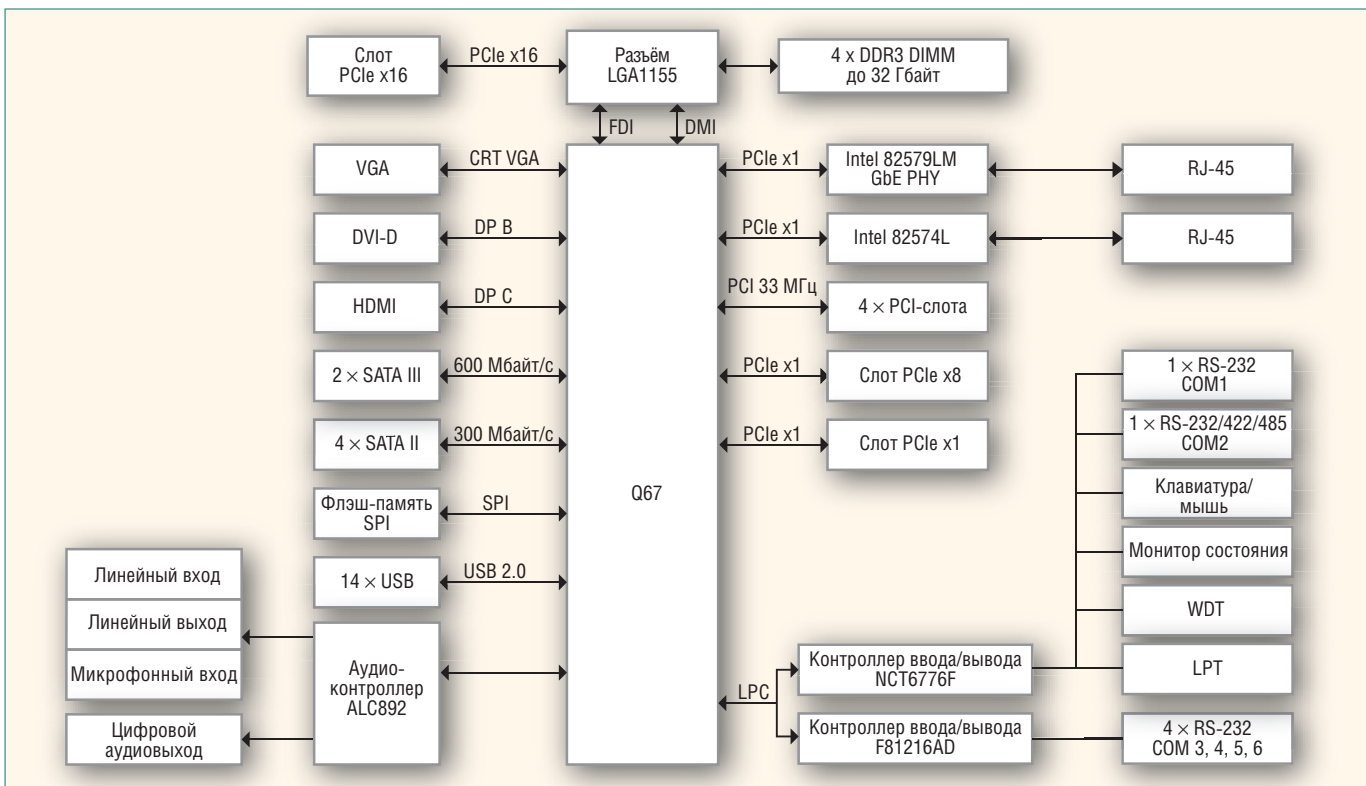 Слот
PCIe x16
PCIe x16
Разъём
LGA1155
4 x DDR3 DIMM
до 32 Гбайт
FDI
DMI
VGA
CRT VGA
PCIe x1
Intel 82579LM
GbE PHY
RJ-45
DVI-D
DP B
PCIe x1
Intel 82574L
RJ-45
HDMI
DP C
PCI 33 МГц
4 × PCI-слота
2 × SATA III
600 Мбайт/с
PCIe x1
Слот PCIe x8
1 × RS-232
COM1
4 × SATA II
300 Мбайт/с
PCIe x1
Слот PCIe x1
1 × RS-232/422/485
COM2
Q67
Клавиатура/
мышь
Флэш-память
SPI
SPI
Монитор состояния
Линейный вход
14 × USB
USB 2.0
WDT
Линейный выход
Микрофонный вход
Аудио-
контроллер
ALC892
LPC
Контроллер ввода/вывода
NCT6776F
LPT
Цифровой
аудиовыход
Контроллер ввода/вывода
F81216AD
4 × RS-232
COM 3, 4, 5, 6